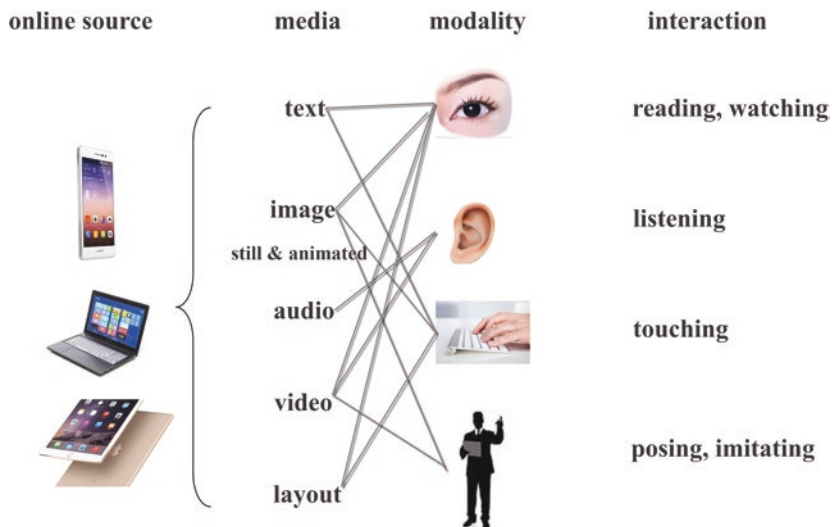 online source media modality interaction
text reading, watching
image listening
still & animated
audio touching
video
posing, imitating
layout